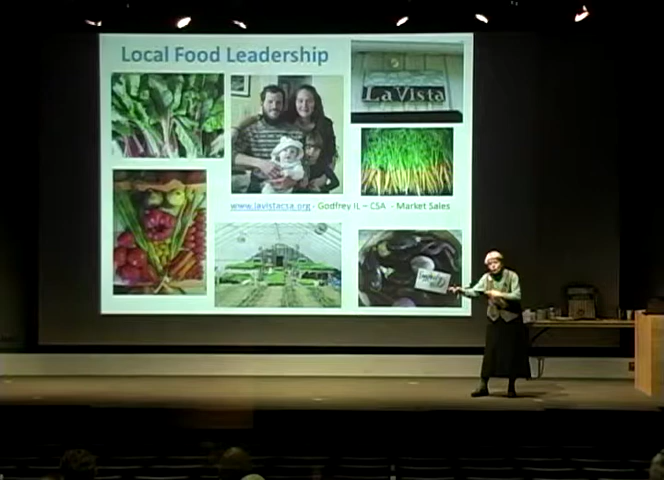 Local Food Leadership
LaVista
www.lavistacsa.org - Godfrey IL – CSA - Market Sales